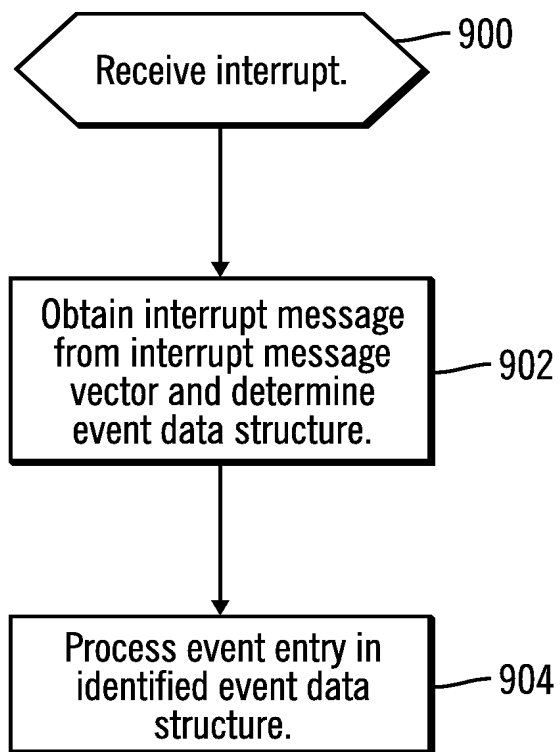 900
Receive interrupt.
Obtain interrupt message
from interrupt message
vector and determine
event data structure.
902
Process event entry in
identified event data
structure.
904